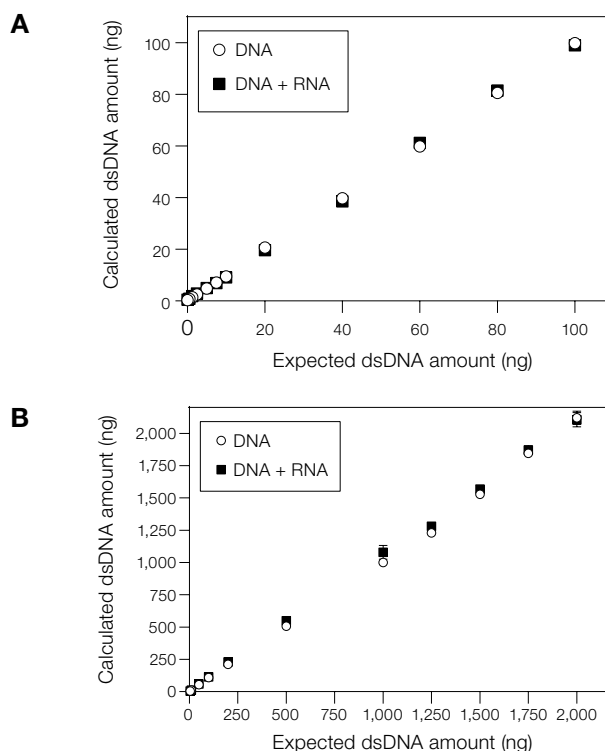 A
Calculated dsDNA amount (ng)
100
80
60
40
20
0
DNA
DNA + RNA
0 20 40 60 80 100
Expected dsDNA amount (ng)
B
Calculated dsDNA amount (ng)
2,000
1,750
1,500
1,250
1,000
750
500
250
0
DNA
DNA + RNA
0 250 500 750 1,000 1,250 1,500 1,750 2,000
Expected dsDNA amount (ng)